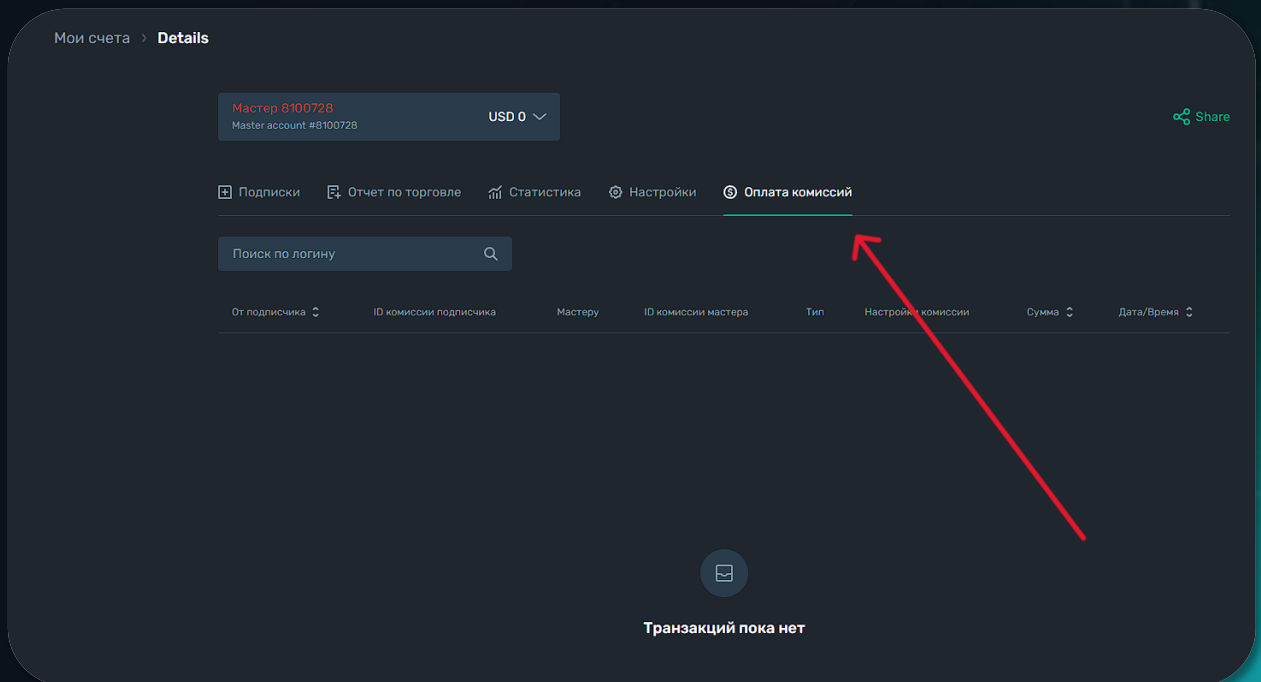 Мои счета › Details
Мастер 8100728
Master account #8100728
USD 0
Share
Подписки Отчет по торговле Статистика Настройки Оплата комиссий
Поиск по логину
От подписчика ID комиссии подписчика Мастеру ID комиссии мастера Тип Настройки комиссии Сумма Дата/Время
Транзакций пока нет